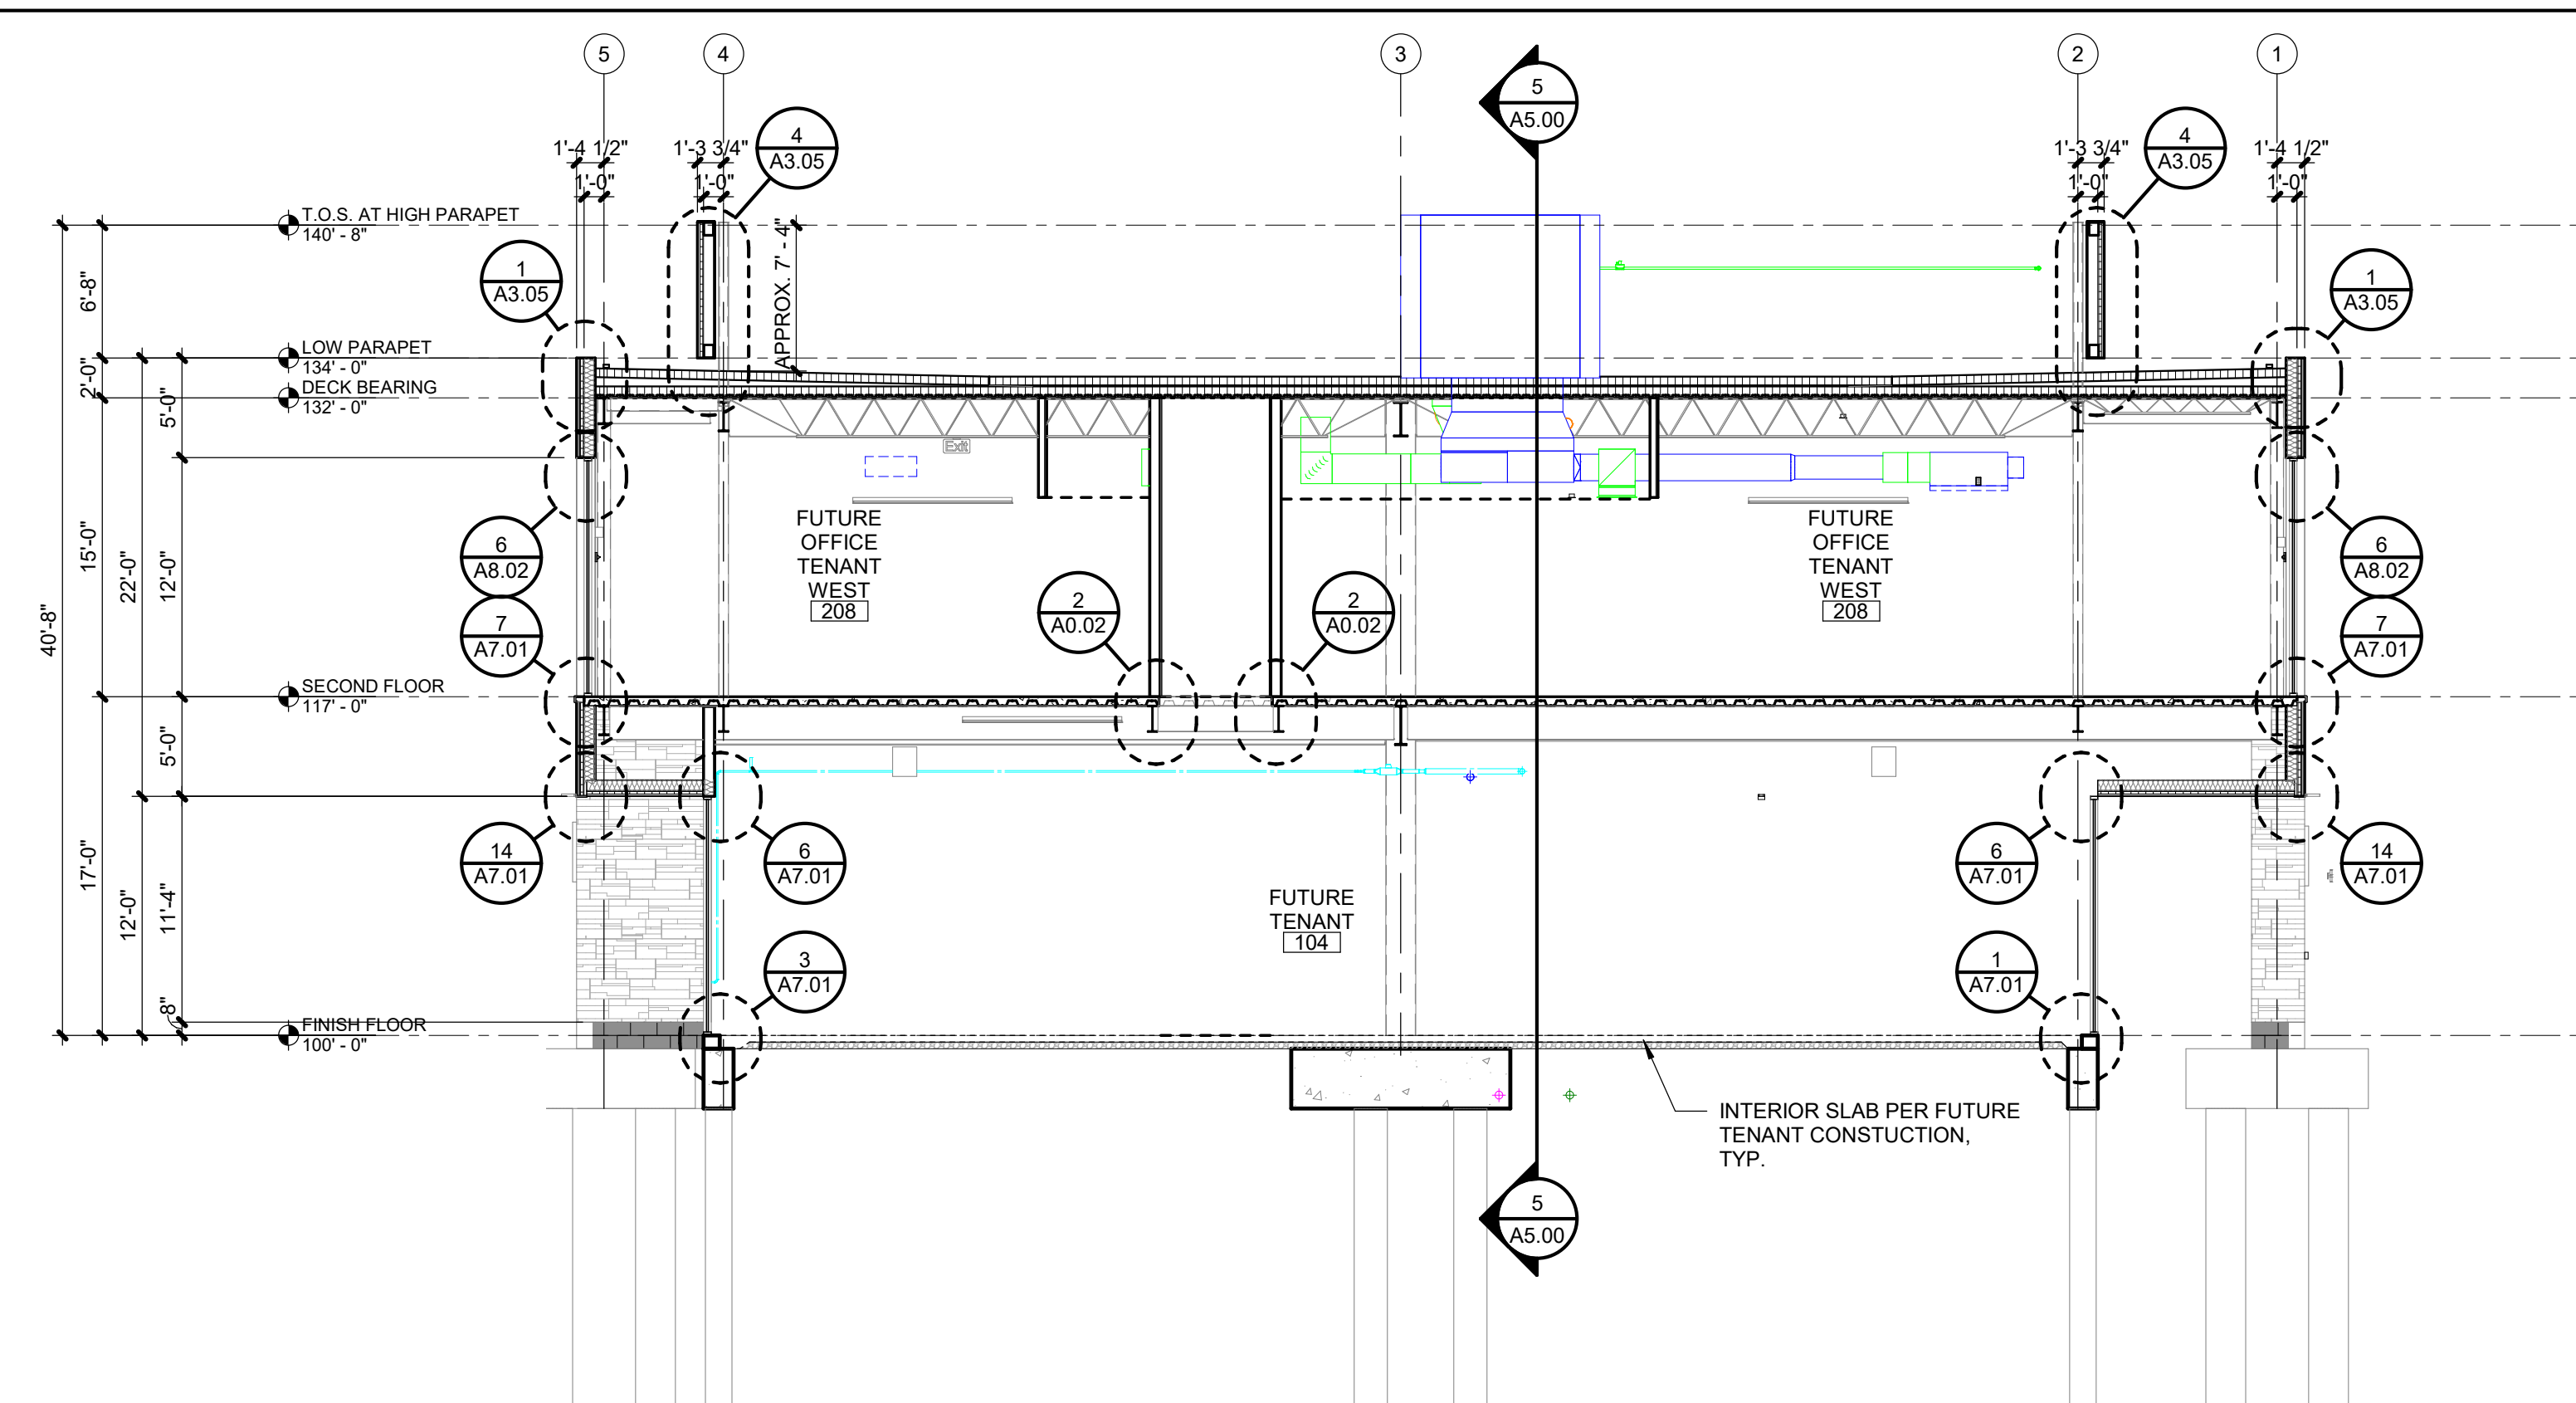 5
4
3
2
1
5
A5.00
4
A3.05
4
A3.05
1'-4 1/2"
1'-3 3/4"
1'-3 3/4"
1'-4 1/2"
1'-0"
1'-0"
1'-0"
1'-0"
T.O.S. AT HIGH PARAPET
140' - 8"
APPROX. 7' - 4"
1
A3.05
1
A3.05
6'-8"
LOW PARAPET
134' - 0"
2'-0"
DECK BEARING
132' - 0"
5'-0"
Exit
FUTURE
OFFICE
TENANT
WEST
208
FUTURE
OFFICE
TENANT
WEST
208
6
A8.02
6
A8.02
15'-0"
22'-0"
12'-0"
40'-8"
2
A0.02
2
A0.02
7
A7.01
7
A7.01
SECOND FLOOR
117' - 0"
5'-0"
14
A7.01
6
A7.01
6
A7.01
14
A7.01
17'-0"
12'-0"
11'-4"
FUTURE
TENANT
104
3
A7.01
1
A7.01
8"
FINISH FLOOR
100' - 0"
INTERIOR SLAB PER FUTURE
TENANT CONSTUCTION,
TYP.
5
A5.00